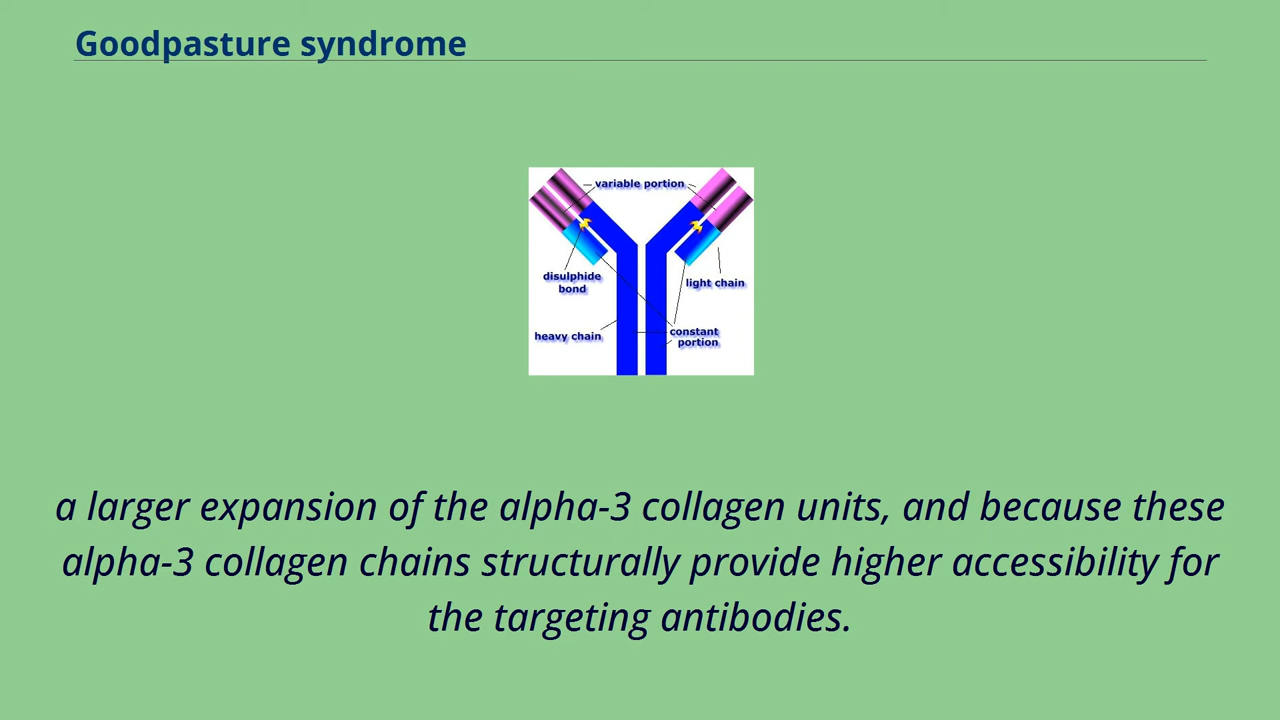 Goodpasture syndrome
variable portion
disulphide
bond
light chain
heavy chain
constant
portion
a larger expansion of the alpha-3 collagen units, and because these
alpha-3 collagen chains structurally provide higher accessibility for
the targeting antibodies.